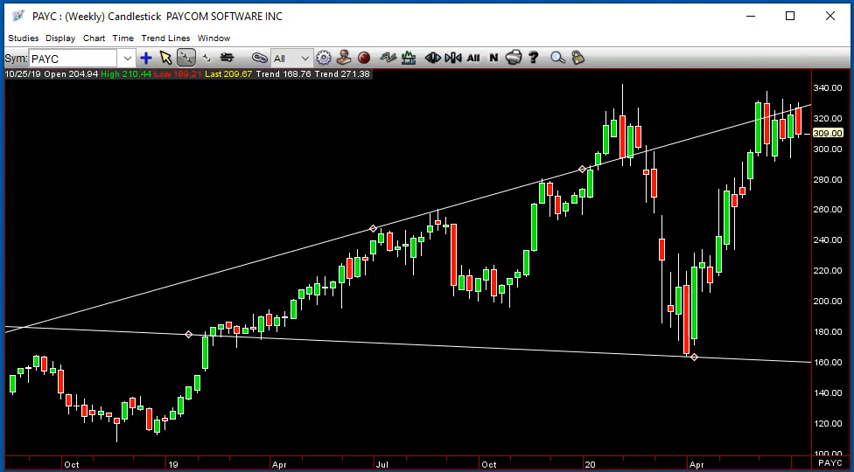 PAYC : (Weekly) Candlestick PAYCOM SOFTWARE INC
Studies Display Chart Time Trend Lines Window
Sym: PAYC All All N ?
10/25/19 Open 204.94 High 210.44 Low 199.21 Last 209.67 Trend 168.76 Trend 271.38
340.00
320.00
309.00
300.00
280.00
260.00
240.00
220.00
200.00
180.00
160.00
140.00
120.00
100.00
Oct 19 Apr Jul Oct 20 Apr PAYC